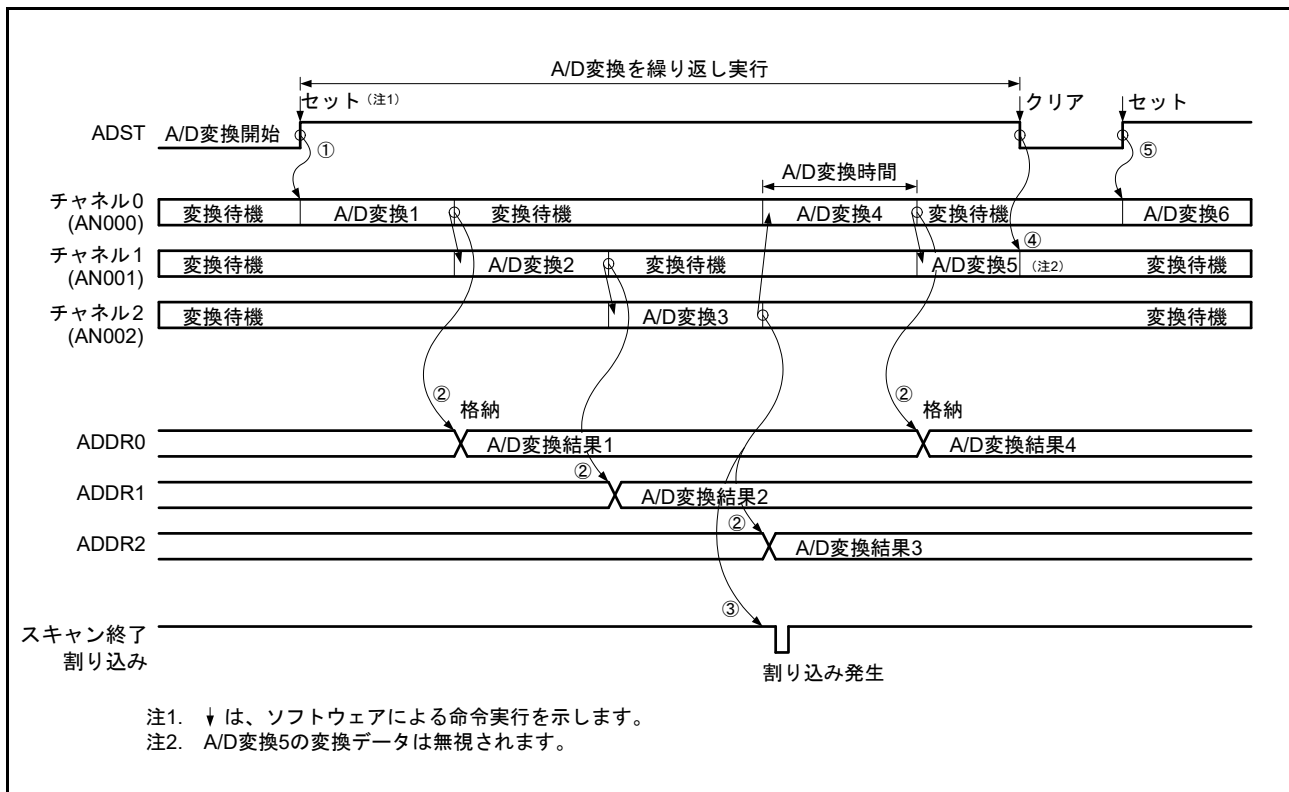 A/D変換を繰り返し実行
セット（注1） クリア セット
ADST A/D変換開始 ① ⑤
A/D変換時間
チャネル0 変換待機 A/D変換1 変換待機 A/D変換4 変換待機 A/D変換6
(AN000)
④
チャネル1 変換待機 A/D変換2 変換待機 A/D変換5 （注2） 変換待機
(AN001)
チャネル2 変換待機 A/D変換3 変換待機
(AN002)
② 格納 ② 格納
ADDR0 A/D変換結果1 A/D変換結果4
②
ADDR1 A/D変換結果2
②
ADDR2 A/D変換結果3
③
スキャン終了
割り込み
割り込み発生
注1. ↓は、ソフトウェアによる命令実行を示します。
注2. A/D変換5の変換データは無視されます。